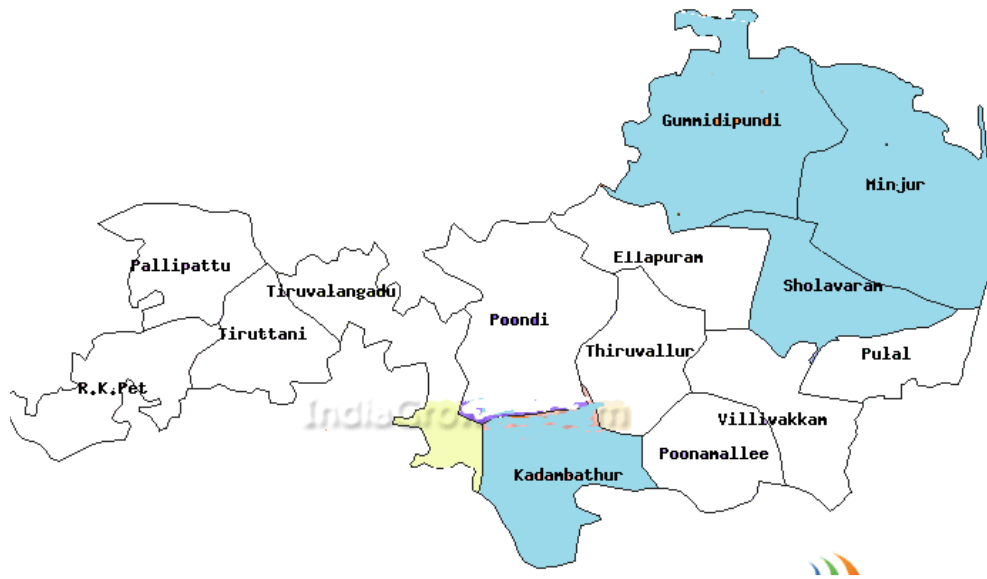 Gummidipundi
Minjur
Ellapuram
Pallipattu
Sholavaram
Tiruvalangadu
Poondi
Tiruttani
Thiruvallur
Pulal
R.K.Pet
Villivakkam
Poonamallee
Kadambathur